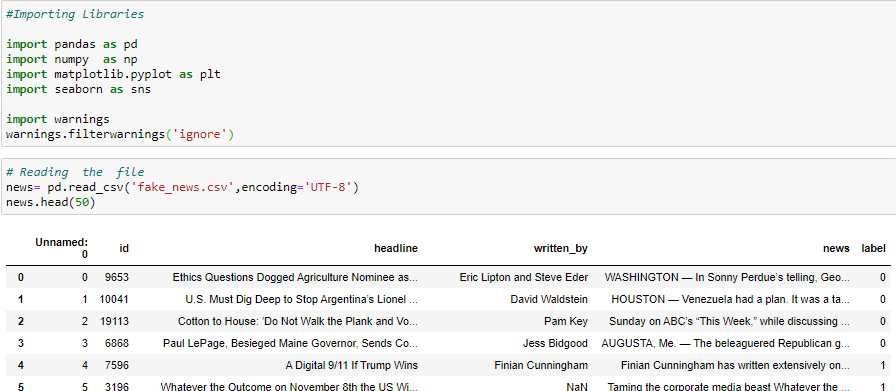 #Importing Libraries
import pandas as pd
import numpy  as np
import matplotlib.pyplot as plt
import seaborn as sns
import warnings
warnings.filterwarnings('ignore')
# Reading  the  file
news= pd.read_csv('fake_news.csv',encoding='UTF-8')
news.head(50)
Unnamed: 0 id headline written_by news label
0 0 9653 Ethics Questions Dogged Agriculture Nominee as... Eric Lipton and Steve Eder WASHINGTON — In Sonny Perdue’s telling, Geo... 0
1 1 10041 U.S. Must Dig Deep to Stop Argentina’s Lionel ... David Waldstein HOUSTON — Venezuela had a plan. It was a ta... 0
2 2 19113 Cotton to House: ‘Do Not Walk the Plank and Vo... Pam Key Sunday on ABC’s “This Week,” while discussing ... 0
3 3 6868 Paul LePage, Besieged Maine Governor, Sends Co... Jess Bidgood AUGUSTA, Me. — The beleaguered Republican g... 0
4 4 7596 A Digital 9/11 If Trump Wins Finian Cunningham Finian Cunningham has written extensively on... 1
5 5 3196 Whatever the Outcome on November 8th the US Wi... NaN Taming the corporate media beast Whatever the ... 1